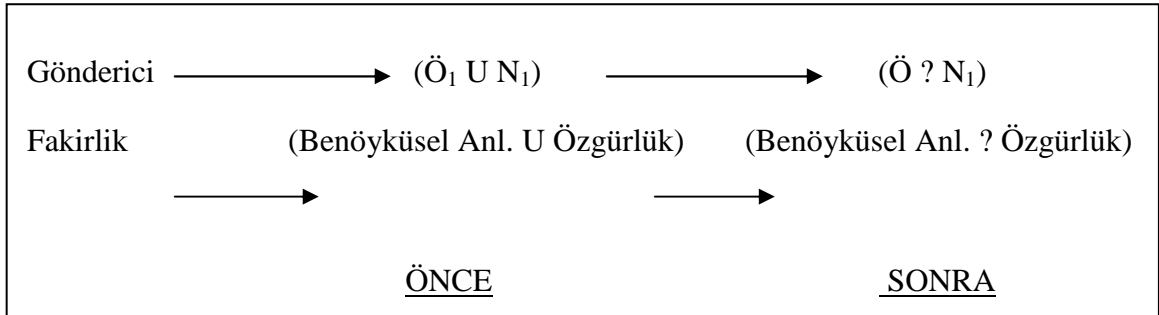 Gönderici (Ö₁ U N₁) (Ö ? N₁)
Fakirlik (Benöyküsel Anl. U Özgürlük) (Benöyküsel Anl. ? Özgürlük)
ÖNCE SONRA